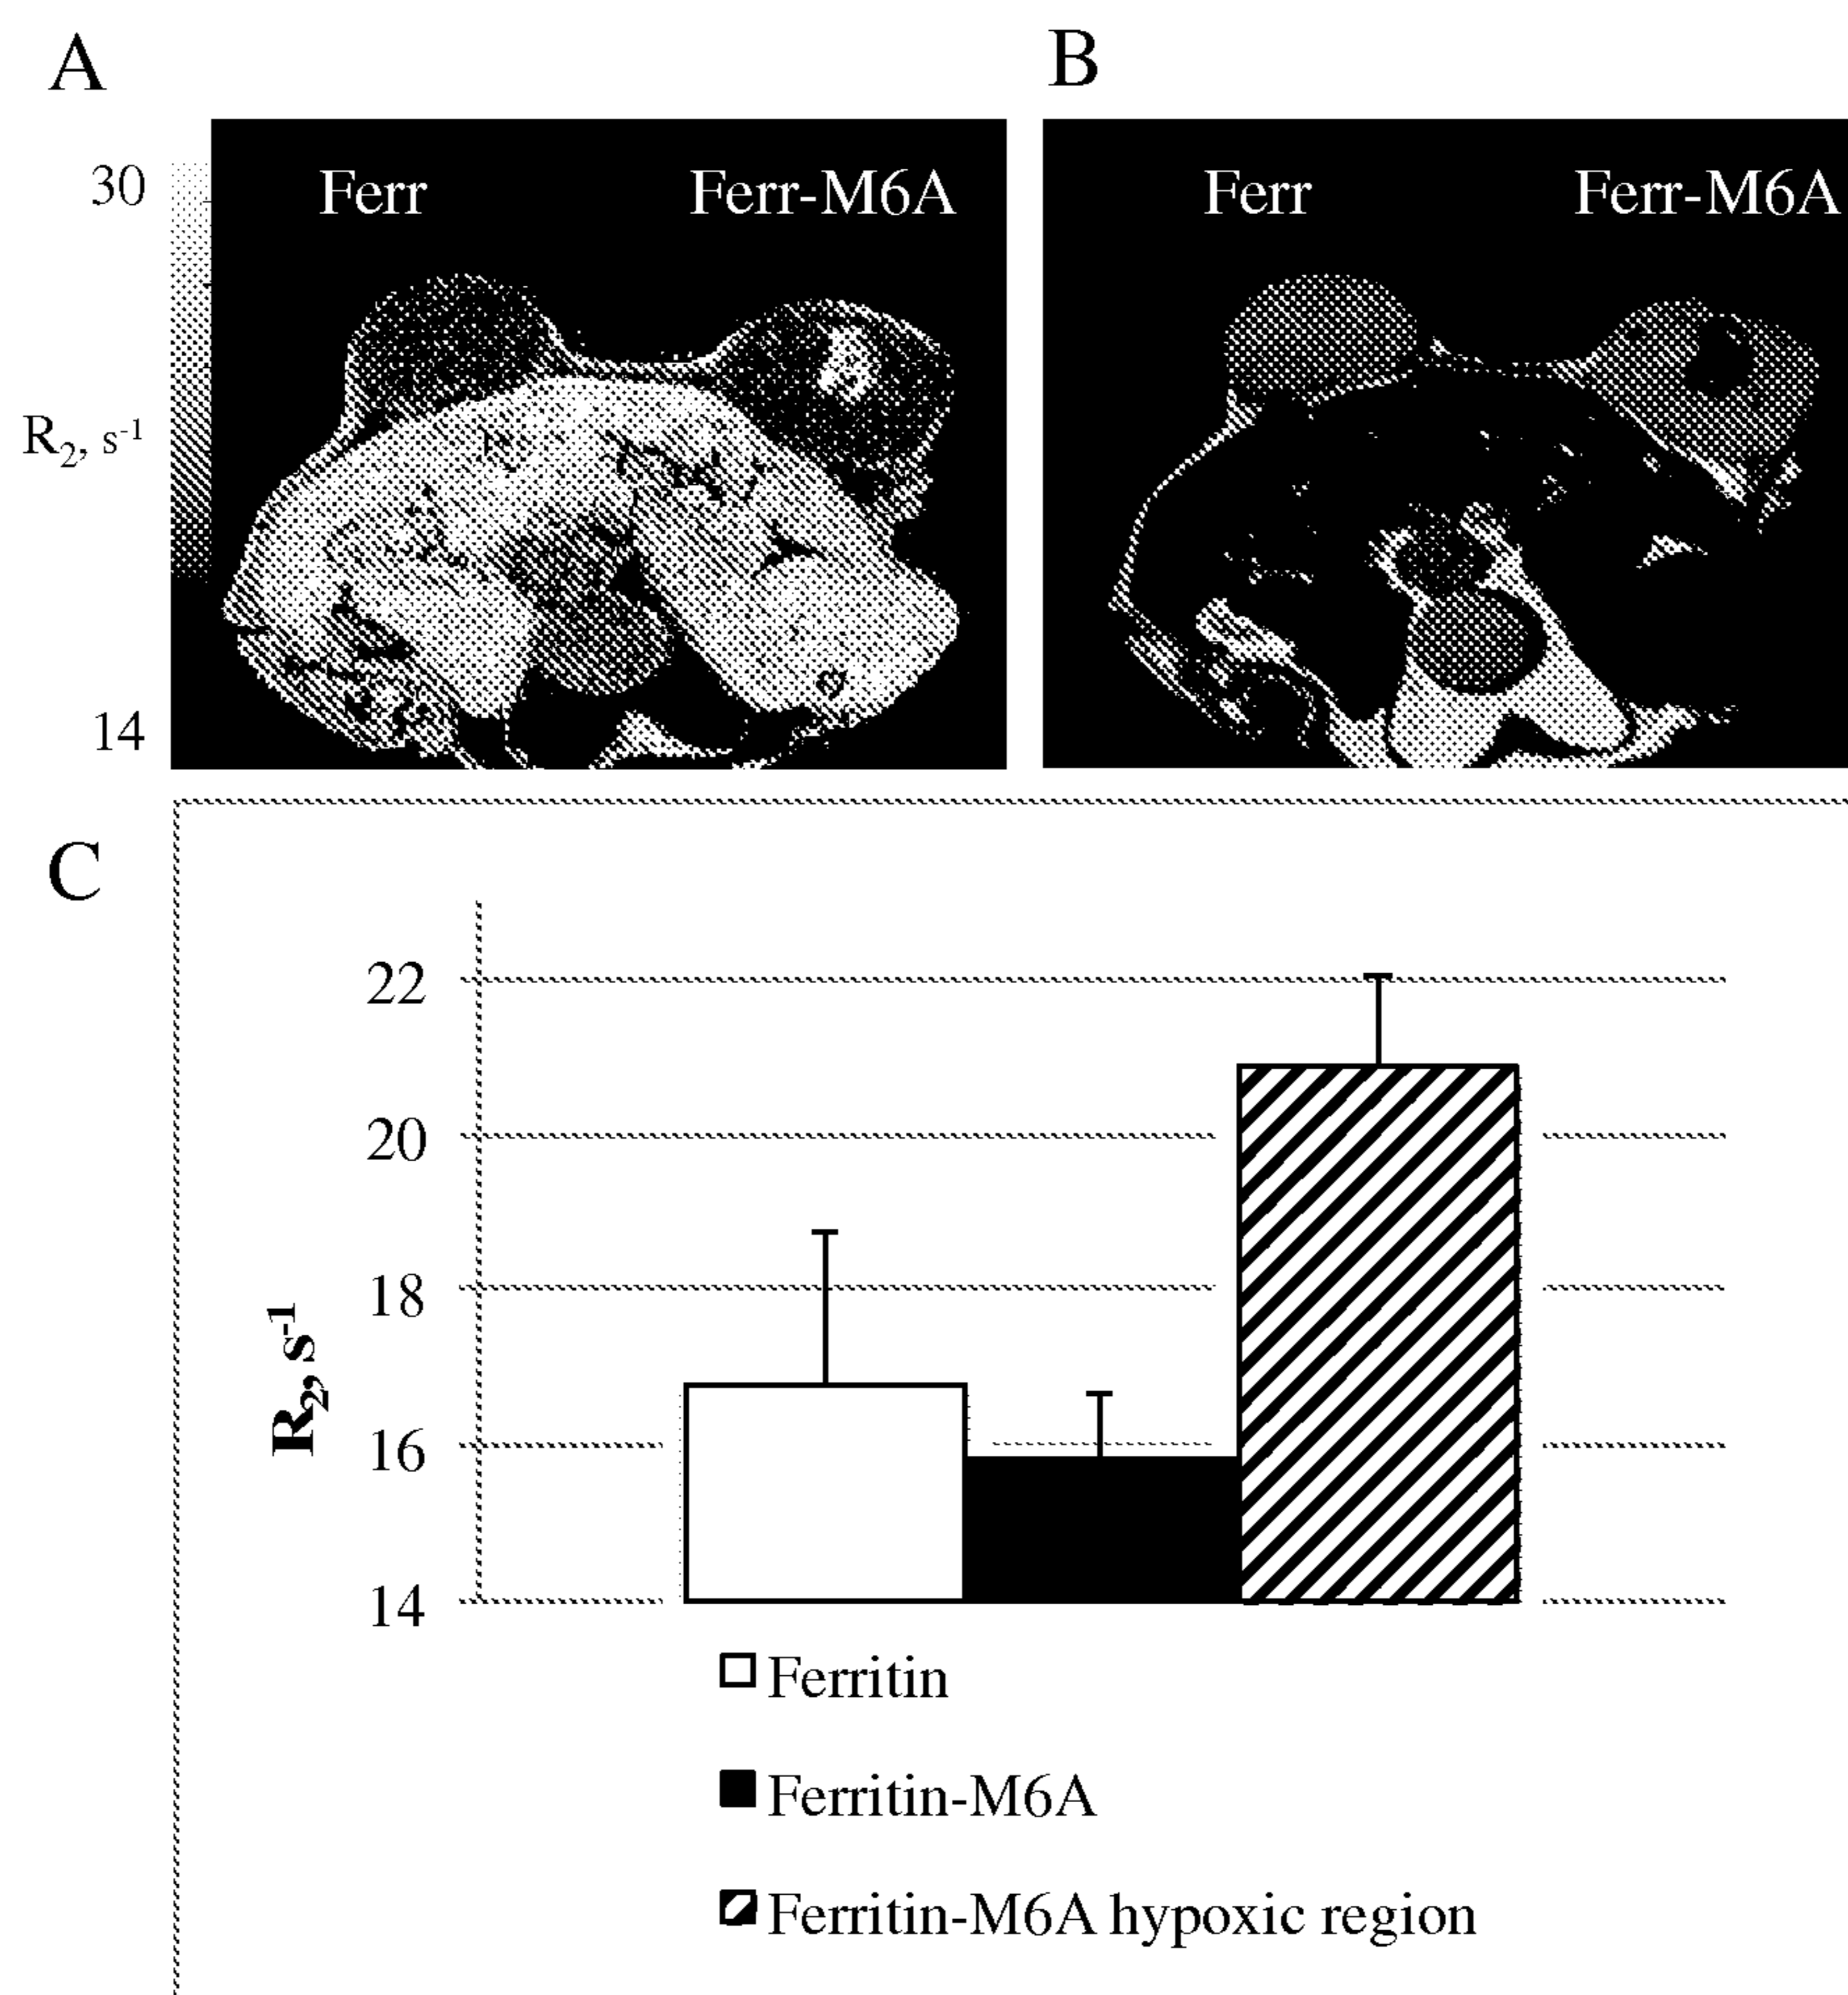 A
B
30
Ferr
Ferr-M6A
Ferr
Ferr-M6A
R2, s-1
14
C
22
20
18
16
14
R2, s-1
Ferritin
Ferritin-M6A
Ferritin-M6A hypoxic region